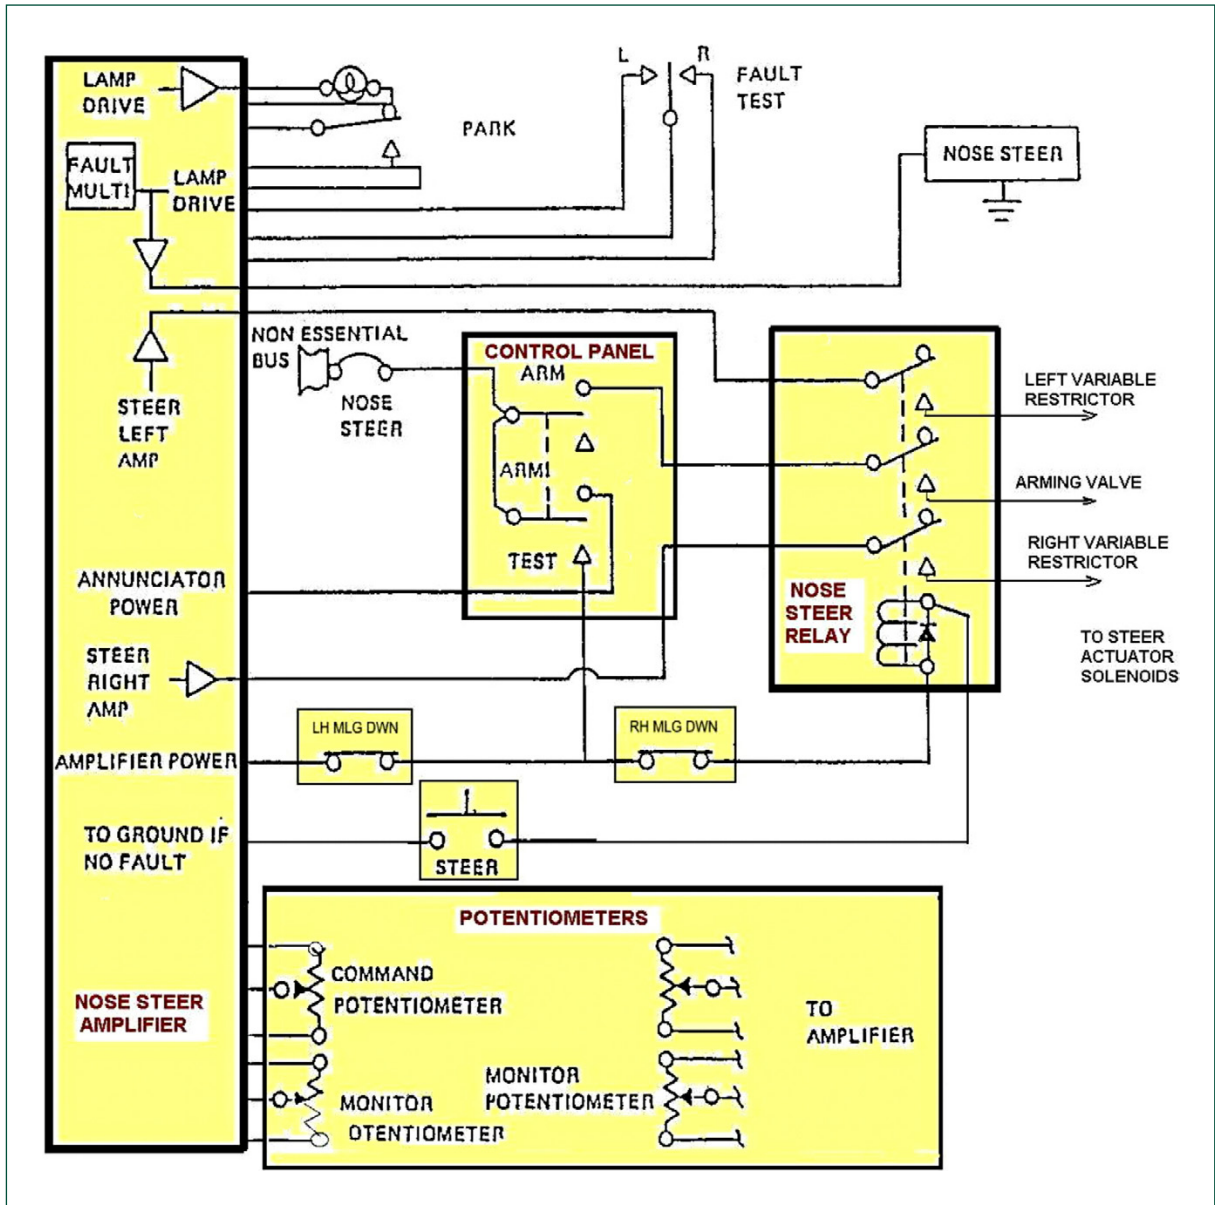 L R
FAULT
TEST
LAMP
DRIVE
PARK
FAULT
MULTI
LAMP
DRIVE
NOSE STEER
NON ESSENTIAL
BUS
NOSE
STEER
STEER
LEFT
AMP
CONTROL PANEL
ARM
ARM
TEST
LEFT VARIABLE
RESTRICTOR
ARMING VALVE
RIGHT VARIABLE
RESTRICTOR
NOSE
STEER
RELAY
TO STEER
ACTUATOR
SOLENOIDS
ANNUNCIATOR
POWER
STEER
RIGHT
AMP
LH MLG DWN
RH MLG DWN
AMPLIFIER POWER
TO GROUND IF
NO FAULT
STEER
POTENTIOMETERS
COMMAND
POTENTIOMETER
NOSE STEER
AMPLIFIER
TO
AMPLIFIER
MONITOR
POTENTIOMETER
MONITOR
OTENTIOMETER